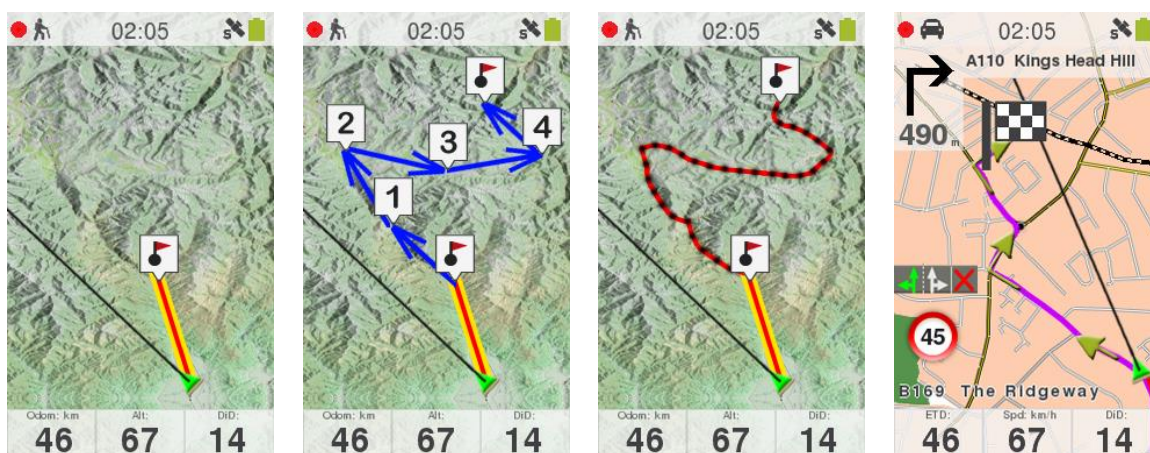 02:05
Odom: km Alt: DiD:
46 67 14
02:05
2
3
4
1
Odom: km Alt: DiD:
46 67 14
02:05
Odom: km Alt: DiD:
46 67 14
02:05
A110 Kings Head Hill
490 m
45
B169 The Ridgeway
ETD: Spd: km/h DiD:
46 67 14